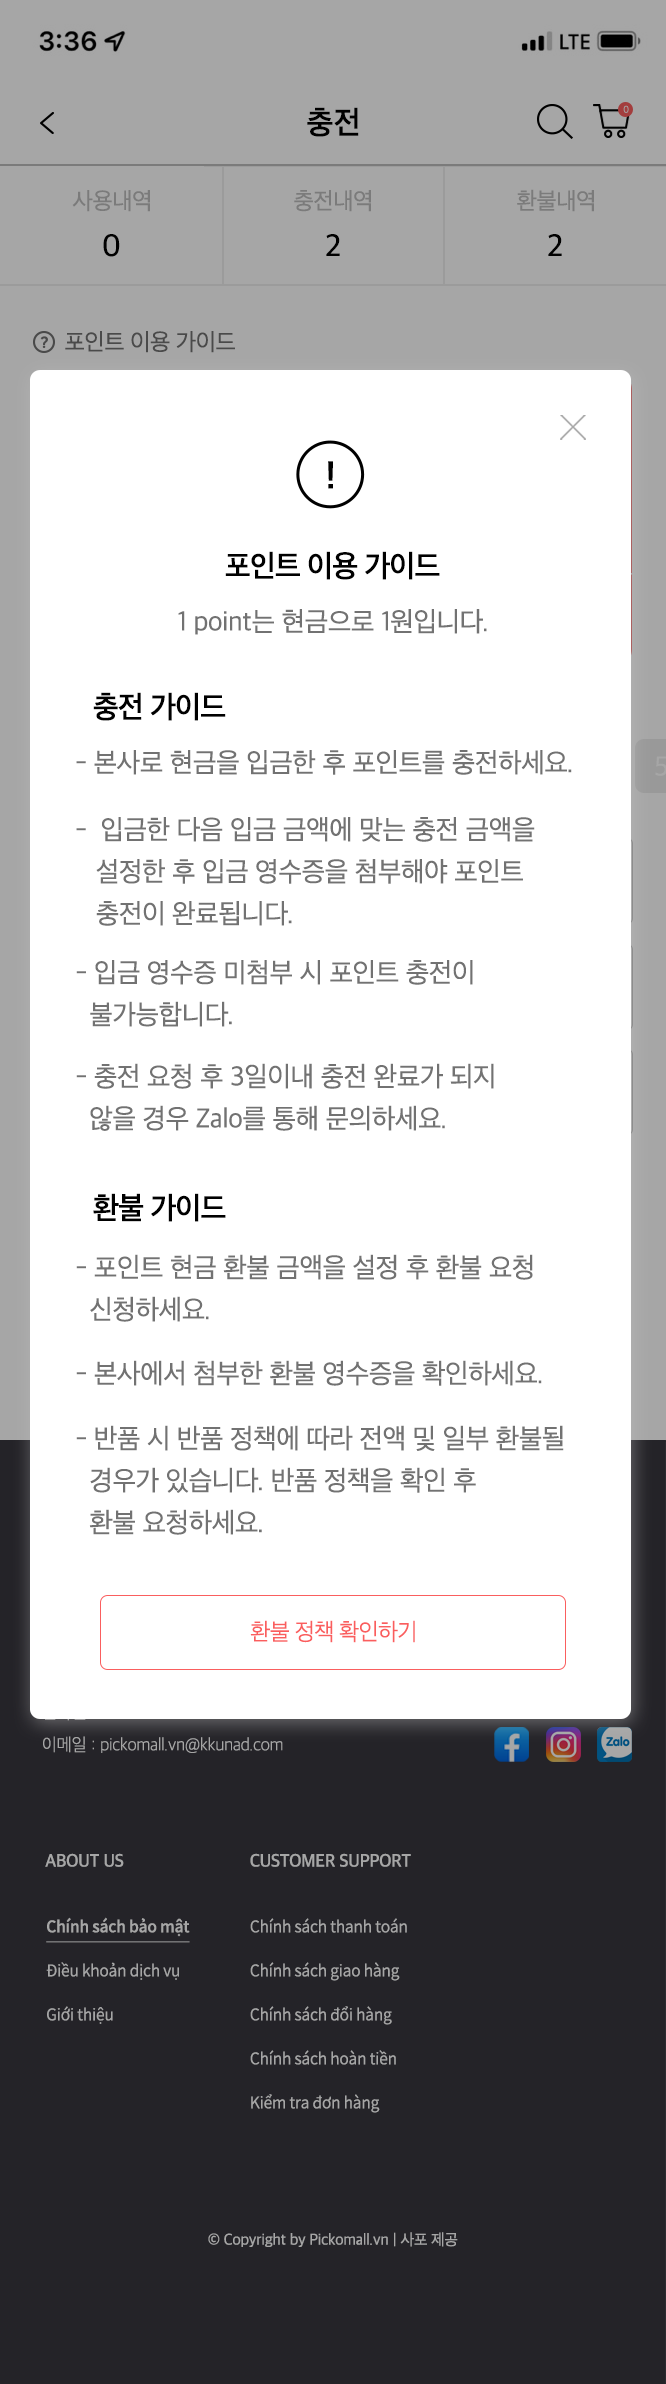 3:36
LTE
충전
0
사용내역
충전내역
환불내역
0
2
2
? 포인트 이용 가이드
!
포인트 이용 가이드
1 point는 현금으로 1원입니다.
충전 가이드
- 본사로 현금을 입금한 후 포인트를 충전하세요.
5
- 입금한 다음 입금 금액에 맞는 충전 금액을
설정한 후 입금 영수증을 첨부해야 포인트
충전이 완료됩니다.
- 입금 영수증 미첨부 시 포인트 충전이
불가능합니다.
- 충전 요청 후 3일이내 충전 완료가 되지
않을 경우 Zalo를 통해 문의하세요.
환불 가이드
- 포인트 현금 환불 금액을 설정 후 환불 요청
신청하세요.
- 본사에서 첨부한 환불 영수증을 확인하세요.
- 반품 시 반품 정책에 따라 전액 및 일부 환불될
경우가 있습니다. 반품 정책을 확인 후
환불 요청하세요.
환불 정책 확인하기
이메일 : pickomall.vn@kkunad.com
Zalo
ABOUT US
CUSTOMER SUPPORT
Chính sách bảo mật
Chính sách thanh toán
Điều khoản dịch vụ
Chính sách giao hàng
Giới thiệu
Chính sách đổi hàng
Chính sách hoàn tiền
Kiểm tra đơn hàng
© Copyright by Pickomall.vn | 사포 제공